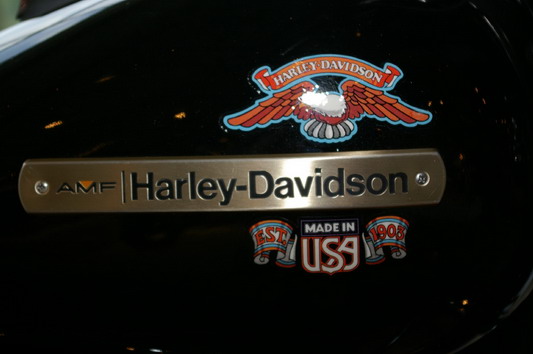 HARLEY-DAVIDSON
AMF Harley-Davidson
EST. MADE IN USA 1903